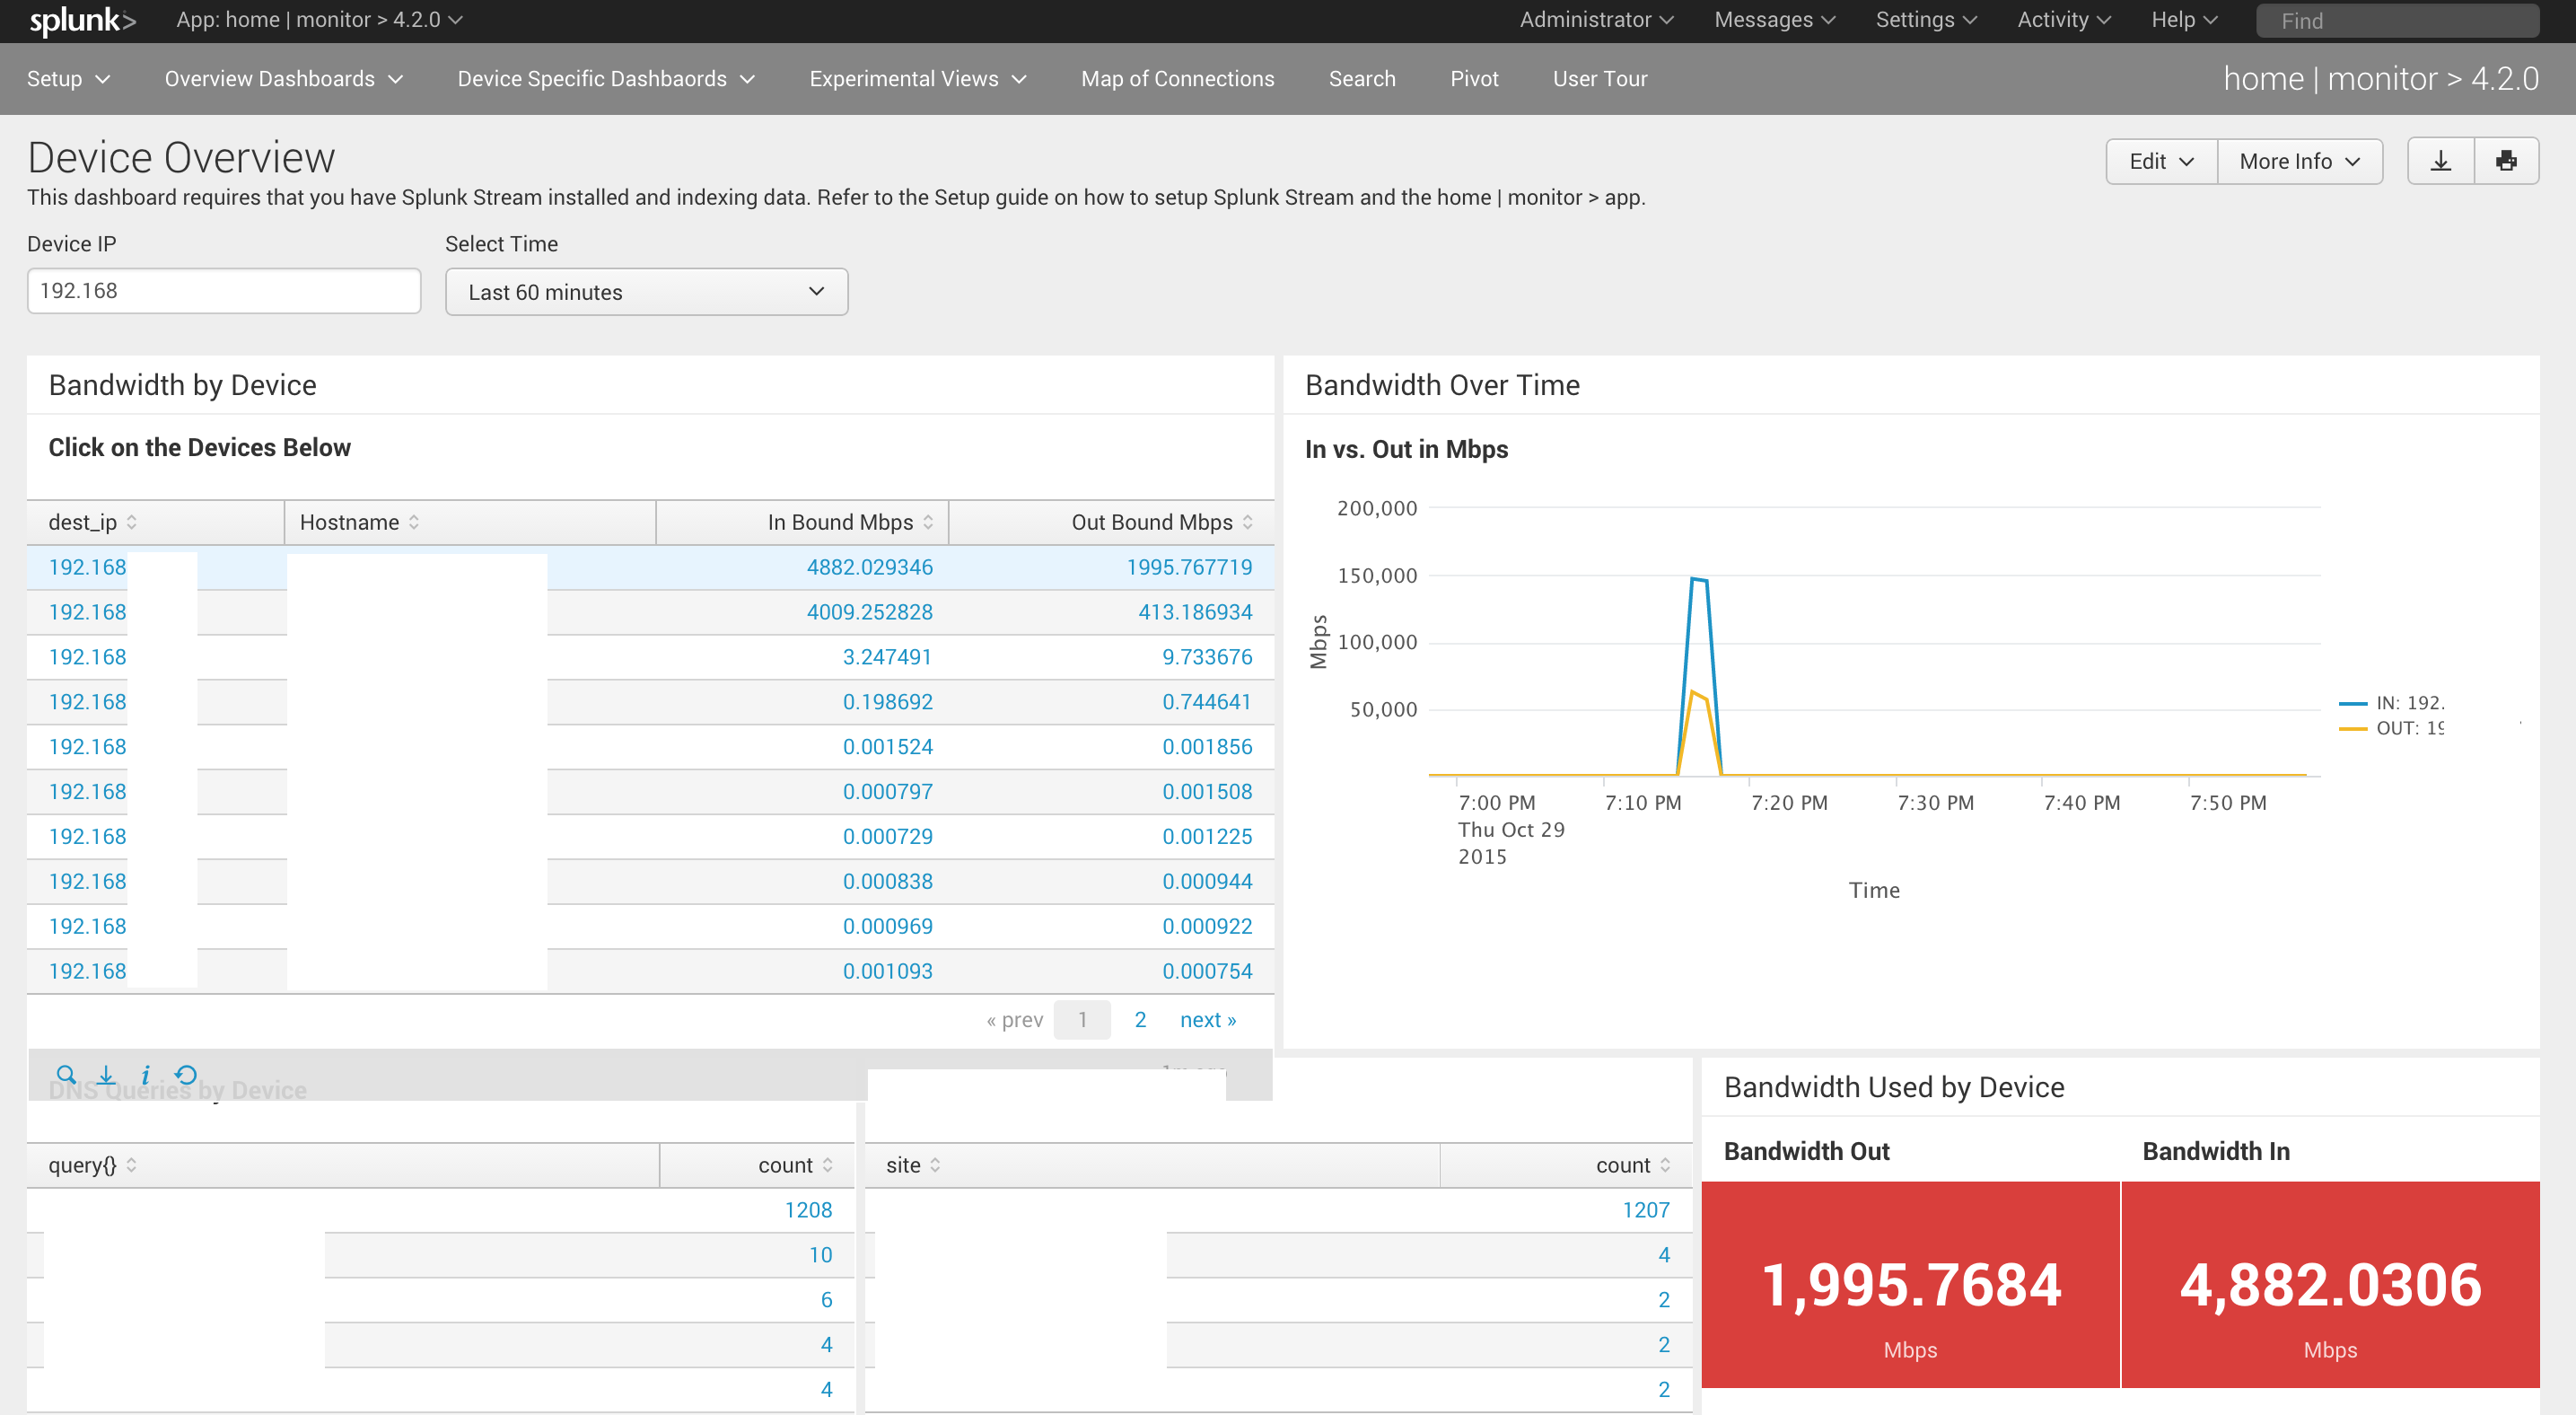 splunk> App: home | monitor > 4.2.0 Administrator Messages Settings Activity Help Find
Setup Overview Dashboards Device Specific Dashbaords Experimental Views Map of Connections Search Pivot User Tour home | monitor > 4.2.0
Device Overview
Edit More Info
This dashboard requires that you have Splunk Stream installed and indexing data. Refer to the Setup guide on how to setup Splunk Stream and the home | monitor > app.
Device IP Select Time
192.168 Last 60 minutes
Bandwidth by Device
Click on the Devices Below
dest_ip Hostname In Bound Mbps Out Bound Mbps
192.168 4882.029346 1995.767719
192.168 4009.252828 413.186934
192.168 3.247491 9.733676
192.168 0.198692 0.744641
192.168 0.001524 0.001856
192.168 0.000797 0.001508
192.168 0.000729 0.001225
192.168 0.000838 0.000944
192.168 0.000969 0.000922
192.168 0.001093 0.000754
« prev 1 2 next »
Bandwidth Over Time
In vs. Out in Mbps
200,000
150,000
100,000
50,000
Mbps
7:00 PM 7:10 PM 7:20 PM 7:30 PM 7:40 PM 7:50 PM
Thu Oct 29
2015
Time
IN: 192.
OUT: 19
DNS Queries by Device
query{} count
1208
10
6
4
4
site count
1207
4
2
2
2
Bandwidth Used by Device
Bandwidth Out Bandwidth In
1,995.7684 4,882.0306
Mbps Mbps